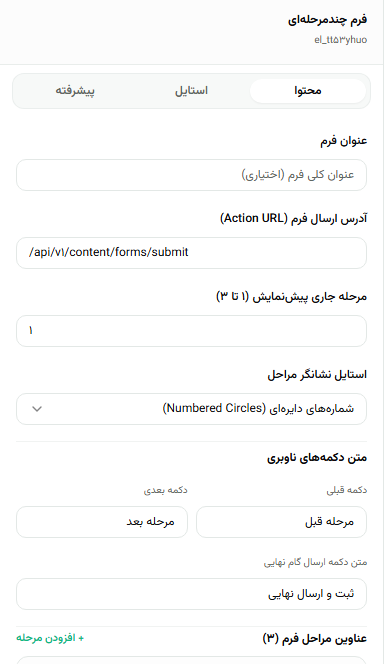 فرم چندمرحله‌ای
el_tt۵۳yhuo
محتوا
استایل
پیشرفته
عنوان فرم
عنوان کلی فرم (اختیاری)
آدرس ارسال فرم (Action URL)
/api/v۱/content/forms/submit
مرحله جاری پیش‌نمایش (۱ تا ۳)
۱
استایل نشانگر مراحل
شماره‌های دایره‌ای (Numbered Circles)
متن دکمه‌های ناوبری
دکمه قبلی
دکمه بعدی
مرحله قبل
مرحله بعد
متن دکمه ارسال گام نهایی
ثبت و ارسال نهایی
عناوین مراحل فرم (۳)
+ افزودن مرحله